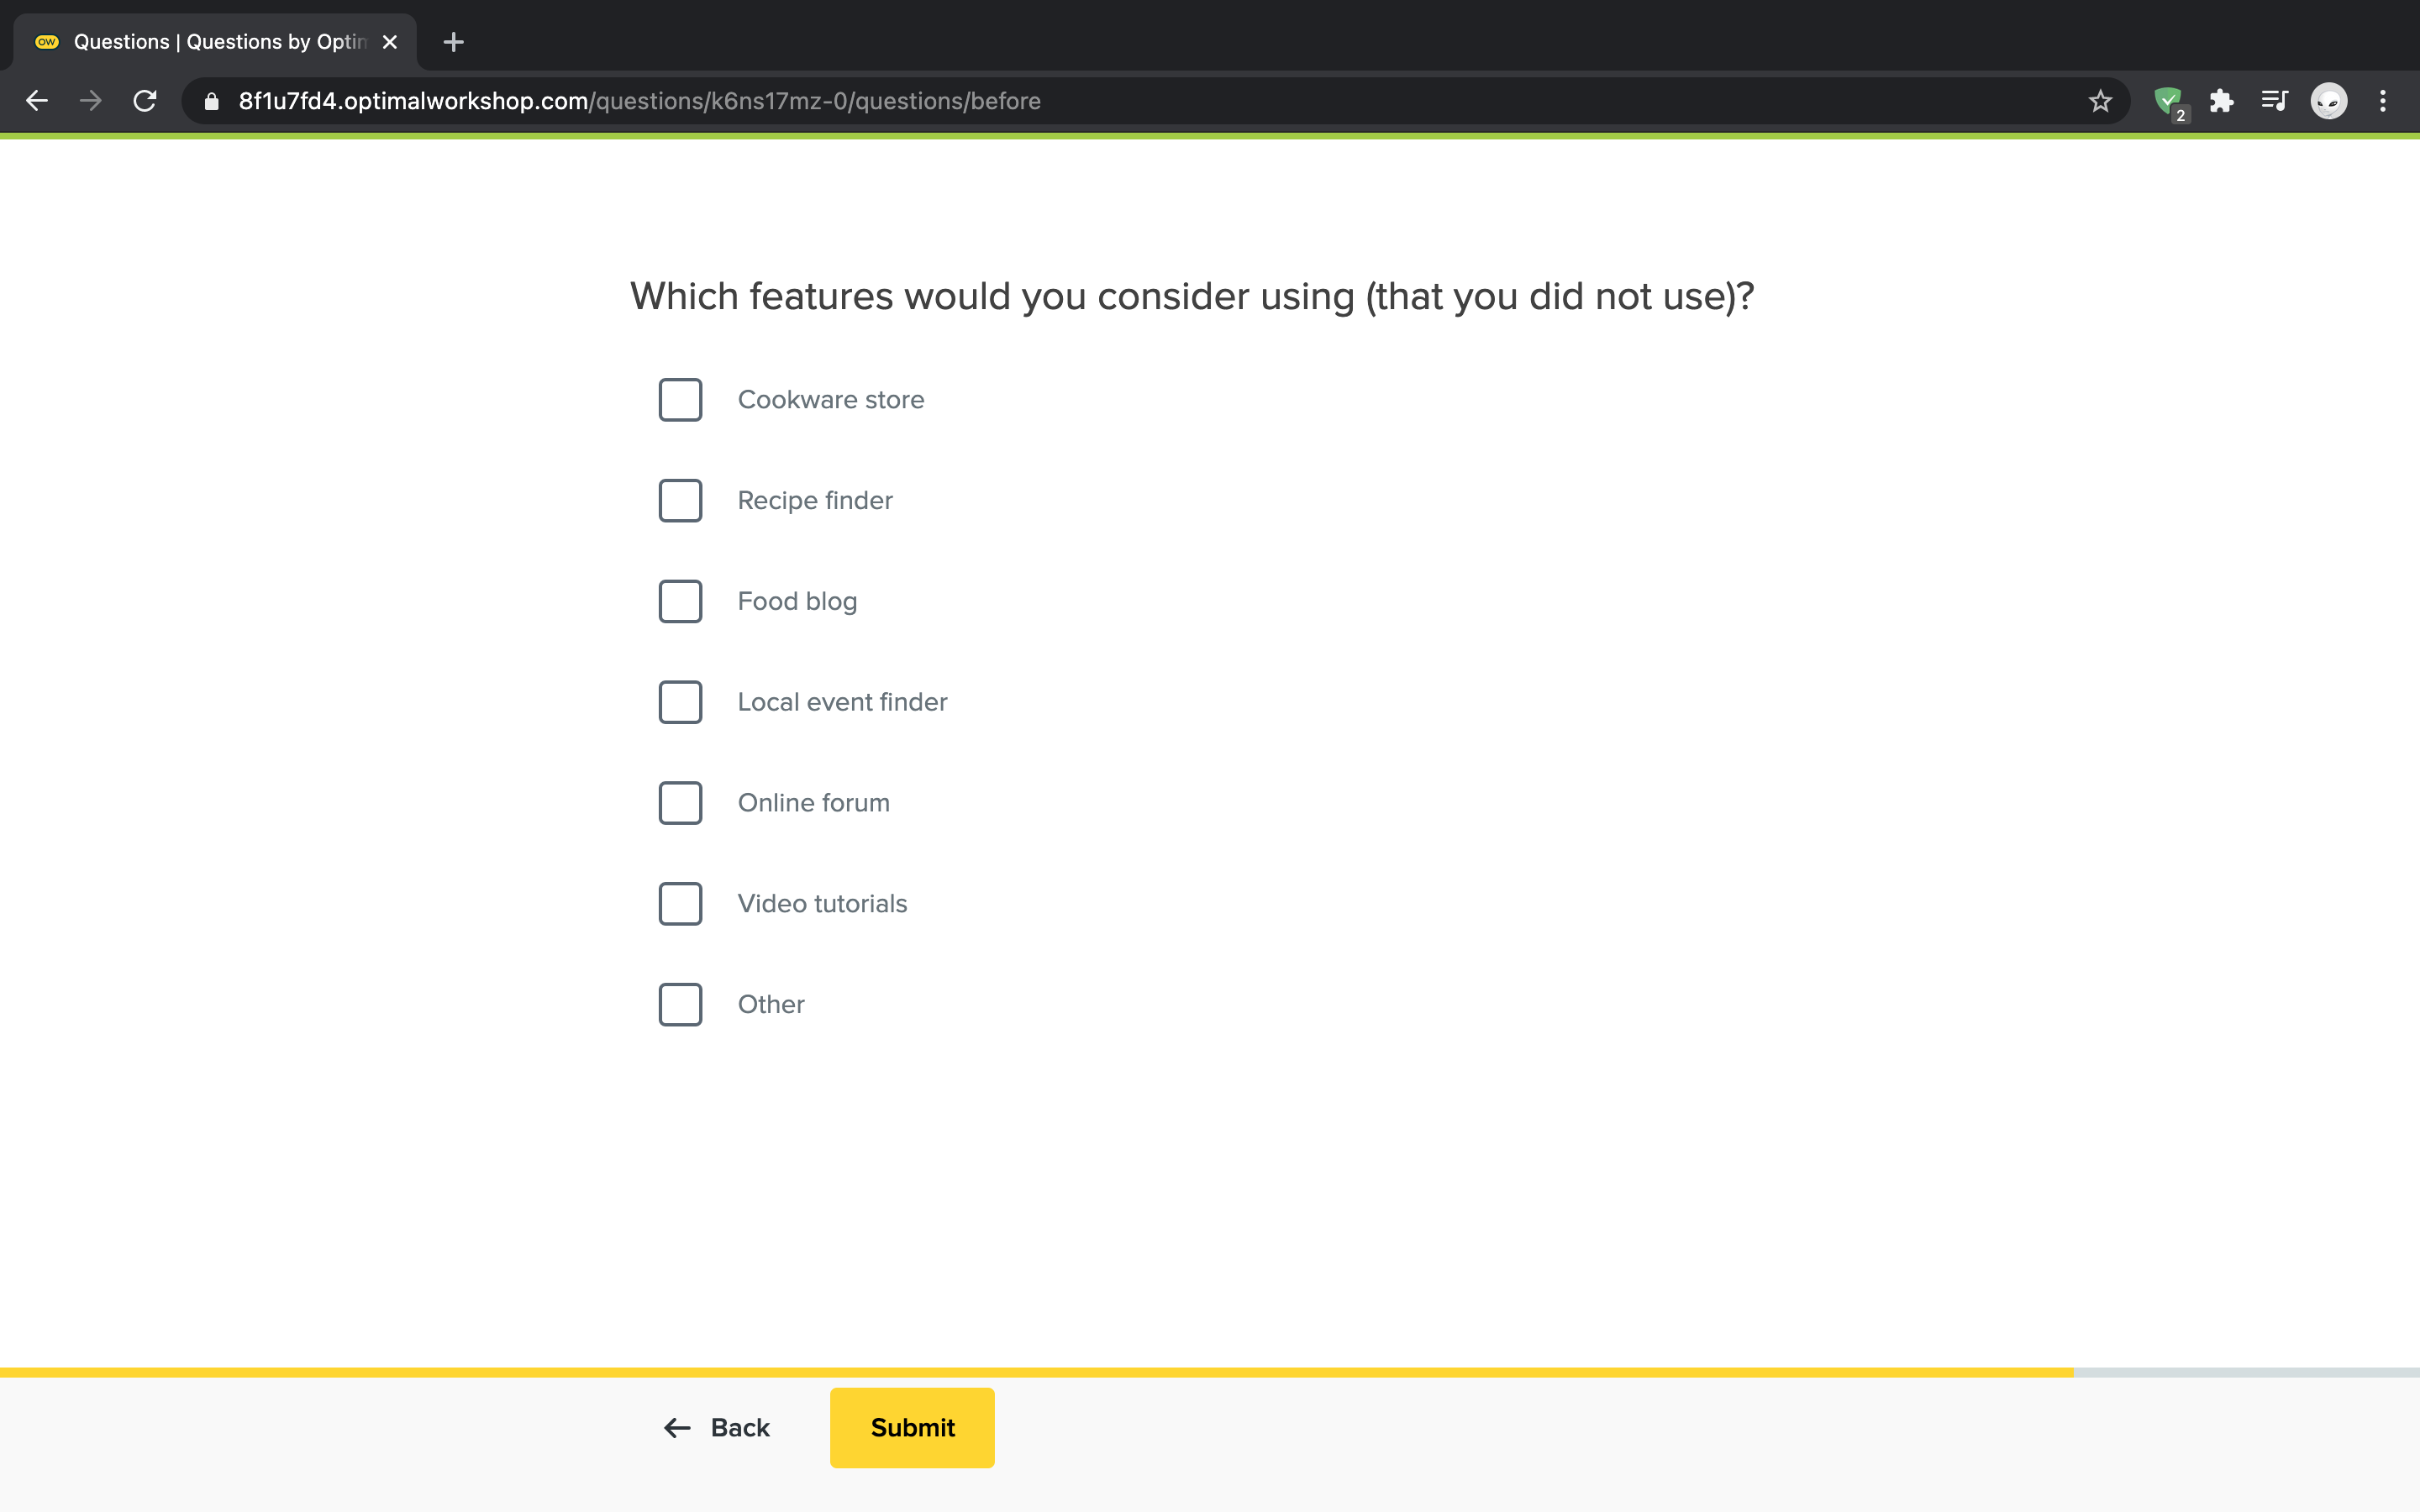 OW Questions | Questions by Optim
8f1u7fd4.optimalworkshop.com/questions/k6ns17mz-0/questions/before
2
Which features would you consider using (that you did not use)?
Cookware store
Recipe finder
Food blog
Local event finder
Online forum
Video tutorials
Other
Back
Submit